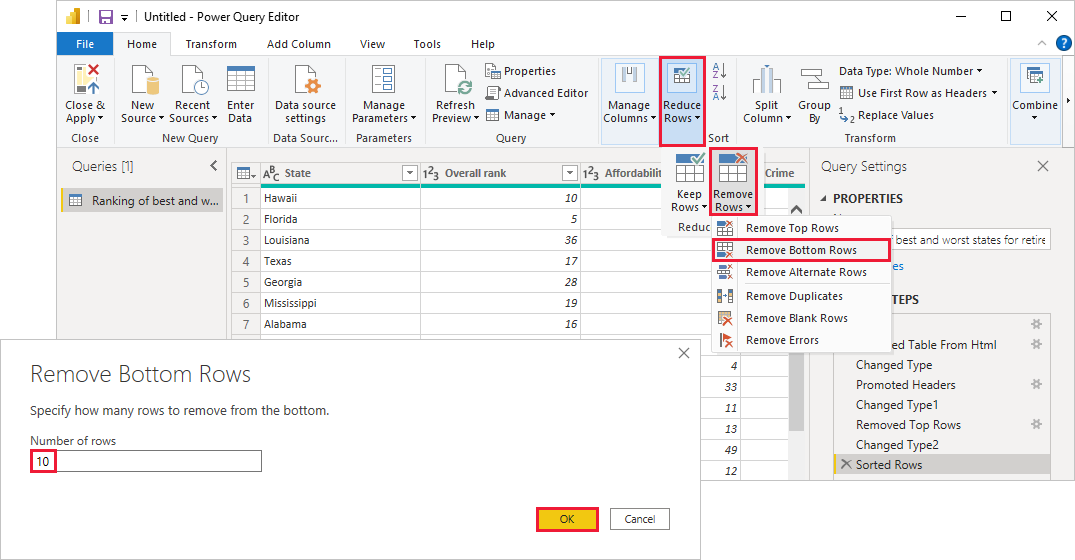 Untitled - Power Query Editor
File Home Transform Add Column View Tools Help
Close & Apply
New Source
Recent Sources
Enter Data
Data source settings
Manage Parameters
Refresh Preview
Properties
Advanced Editor
Manage
Manage Columns
Reduce Rows
Split Column
Group By
Data Type: Whole Number
Use First Row as Headers
Replace Values
Combine
Close New Query Data Sourc... Parameters Query Sort Transform
Queries [1]
Ranking of best and w...
State Overall rank Affordabilit Crime
1 Hawaii 10
2 Florida 5
3 Louisiana 36
4 Texas 17
5 Georgia 28
6 Mississippi 19
7 Alabama 16
4
33
11
13
49
12
Keep Rows
Remove Rows
Reduc
Remove Top Rows
Remove Bottom Rows
Remove Alternate Rows
Remove Duplicates
Remove Blank Rows
Remove Errors
Query Settings
PROPERTIES
best and worst states for retire
es
TEPS
d Table From Html
Changed Type
Promoted Headers
Changed Type1
Removed Top Rows
Changed Type2
Sorted Rows
Remove Bottom Rows
Specify how many rows to remove from the bottom.
Number of rows
10
OK Cancel